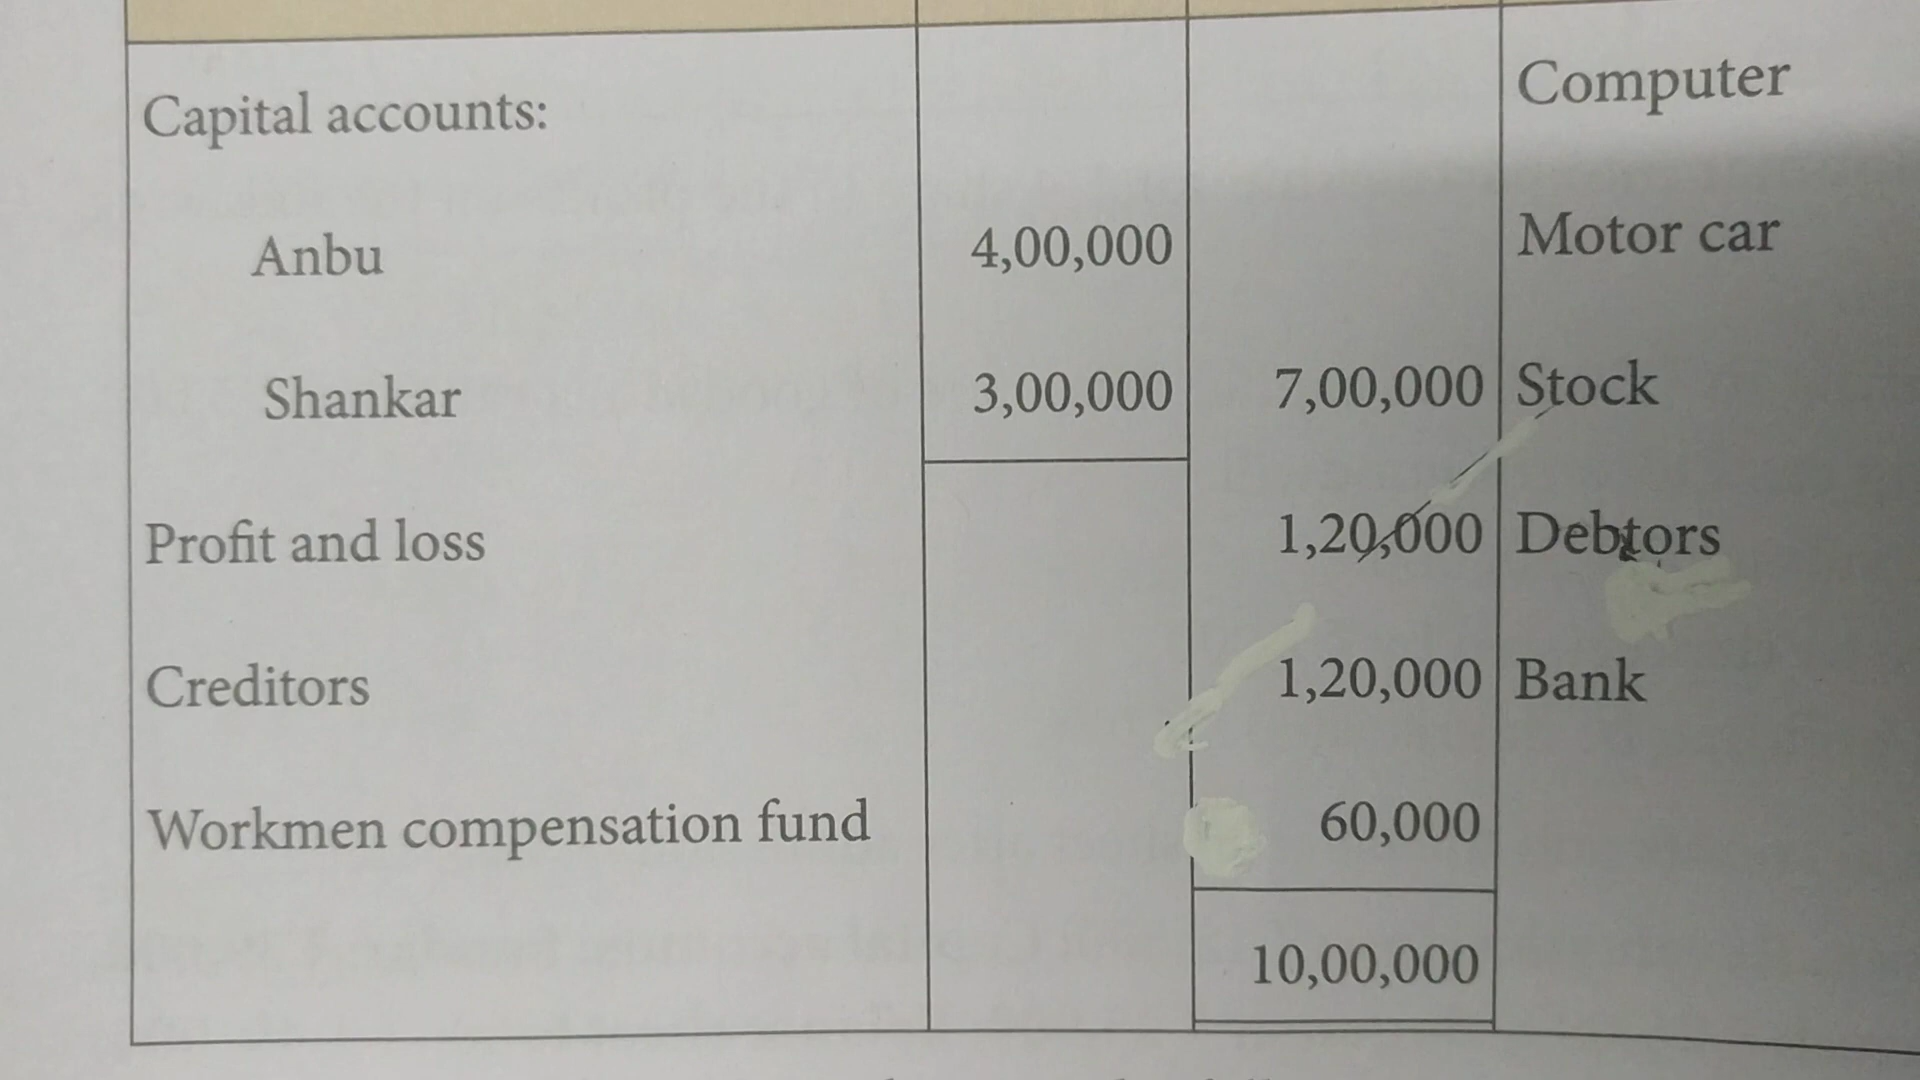 Capital accounts: Computer
Anbu 4,00,000 Motor car
Shankar 3,00,000 7,00,000 Stock
Profit and loss 1,20,000 Debtors
Creditors 1,20,000 Bank
Workmen compensation fund 60,000
10,00,000